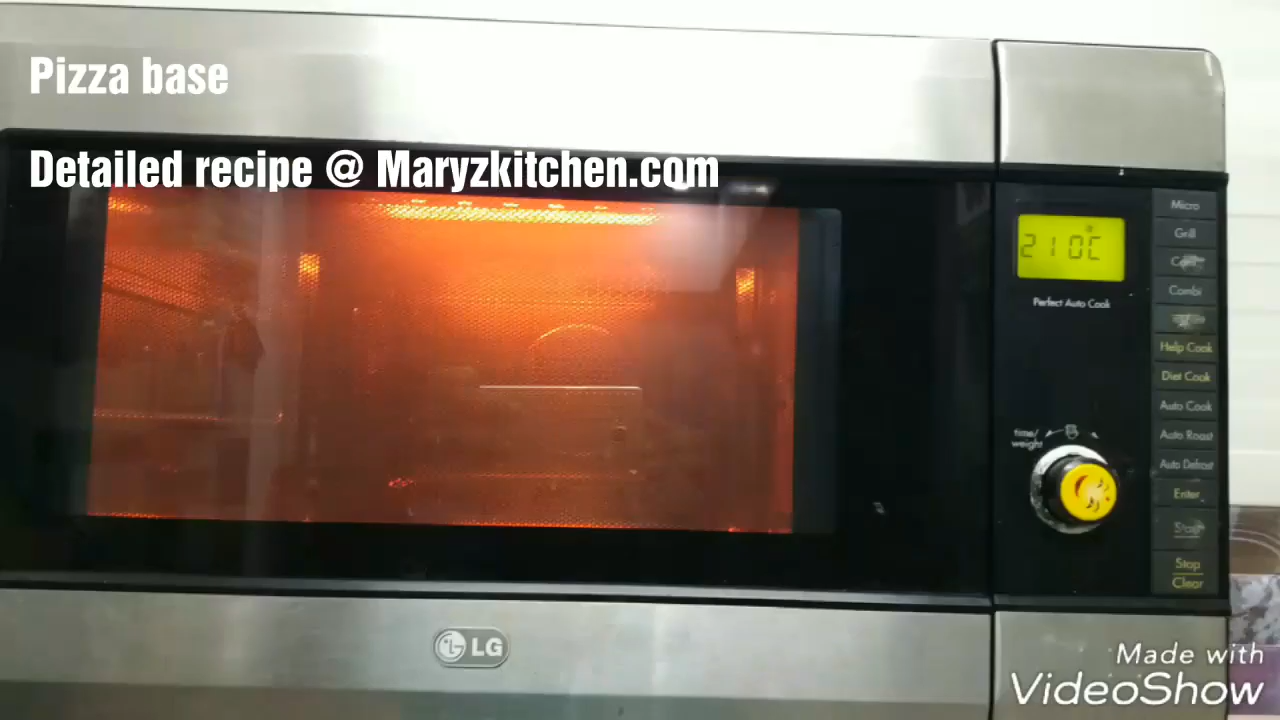 Pizza base
Detailed recipe @ Maryzkitchen.com
Micro
Grill
210C
Combi
Perfect Auto Cook
Help Cook
Diet Cook
Auto Cook
time/
weight
Auto Roast
Auto Defrost
Enter
Stop
Clear
LG
Made with
VideoShow